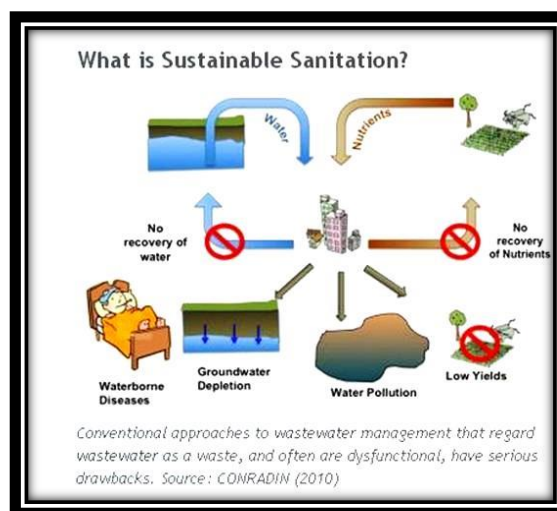 What is Sustainable Sanitation?
Water
Nutrients
No
recovery of
water
No
recovery
of Nutrients
Waterborne
Diseases
Groundwater
Depletion
Water Pollution
Low Yields
Conventional approaches to wastewater management that regard
wastewater as a waste, and often are dysfunctional, have serious
drawbacks. Source: CONRADIN (2010)